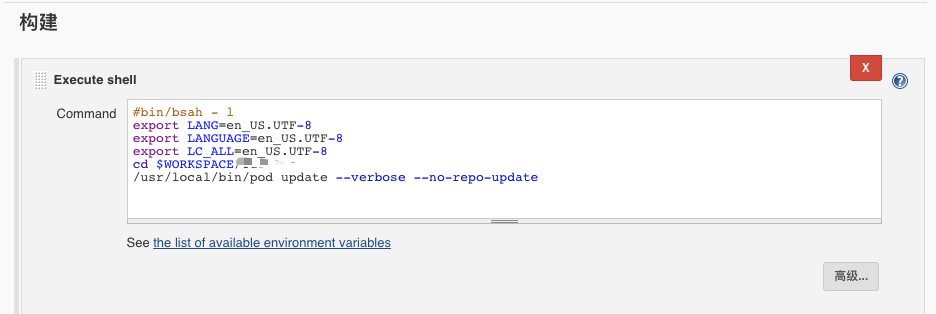 构建
Execute shell
X
?
Command
#bin/bsah - l
export LANG=en_US.UTF-8
export LANGUAGE=en_US.UTF-8
export LC_ALL=en_US.UTF-8
cd $WORKSPACE/
/usr/local/bin/pod update --verbose --no-repo-update
See the list of available environment variables
高级...